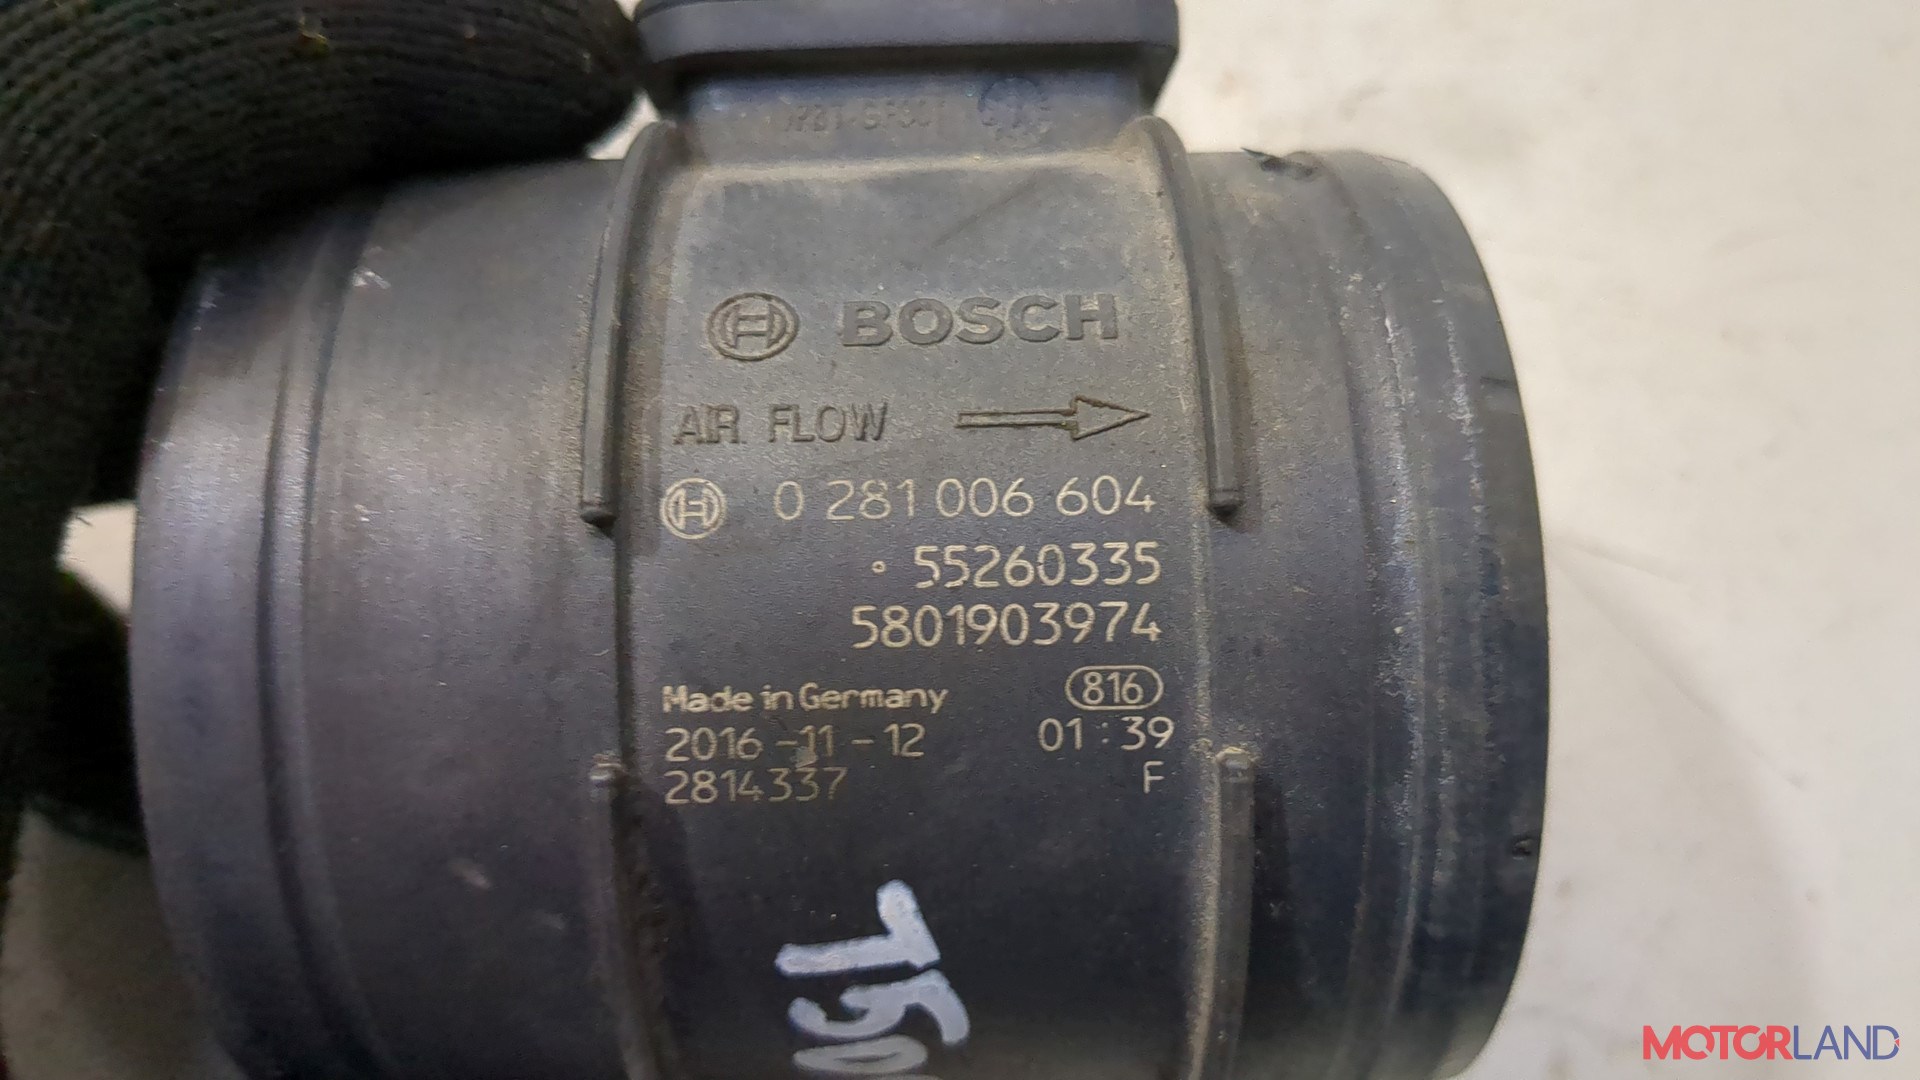 BOSCH
AIR FLOW
0 281 006 604
55260335
5801903974
Made in Germany 816
2016-11-12 01:39
2814337 F
MOTORLAND